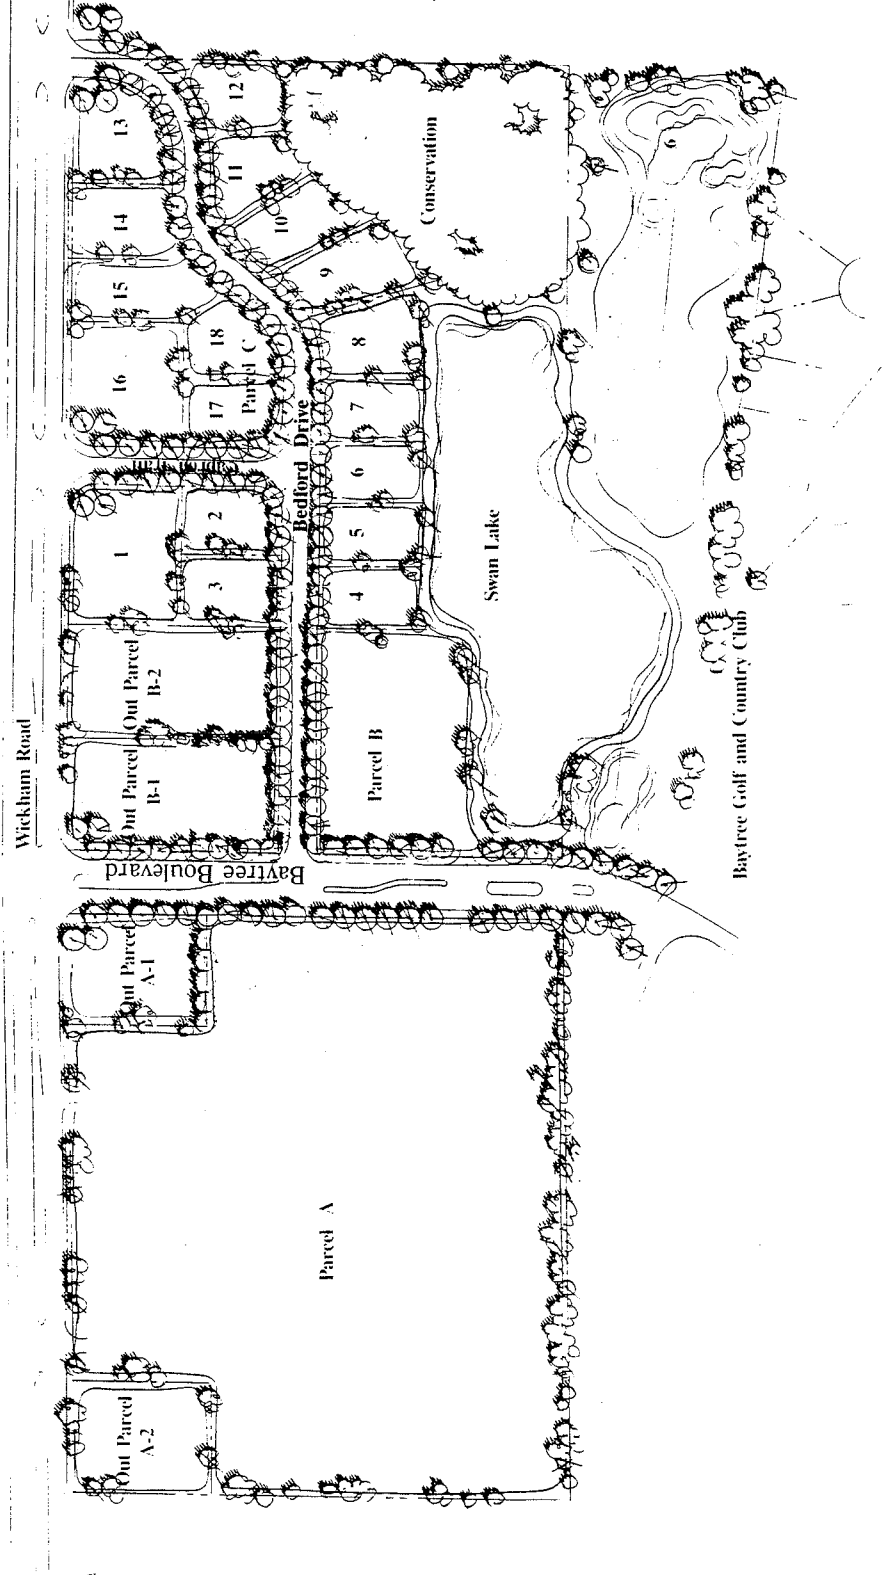 Wickham Road
13
14
15
16
12
11
10
9
18
17
Parcel C
8
7
6
5
4
Bedford Drive
Conservation
6
Swan Lake
1
2
3
Out Parcel
B-2
Out Parcel
B-1
Parcel B
Baytree Boulevard
Baytree Golf and Country Club
Out Parcel
A-1
Parcel A
Out Parcel
A-2